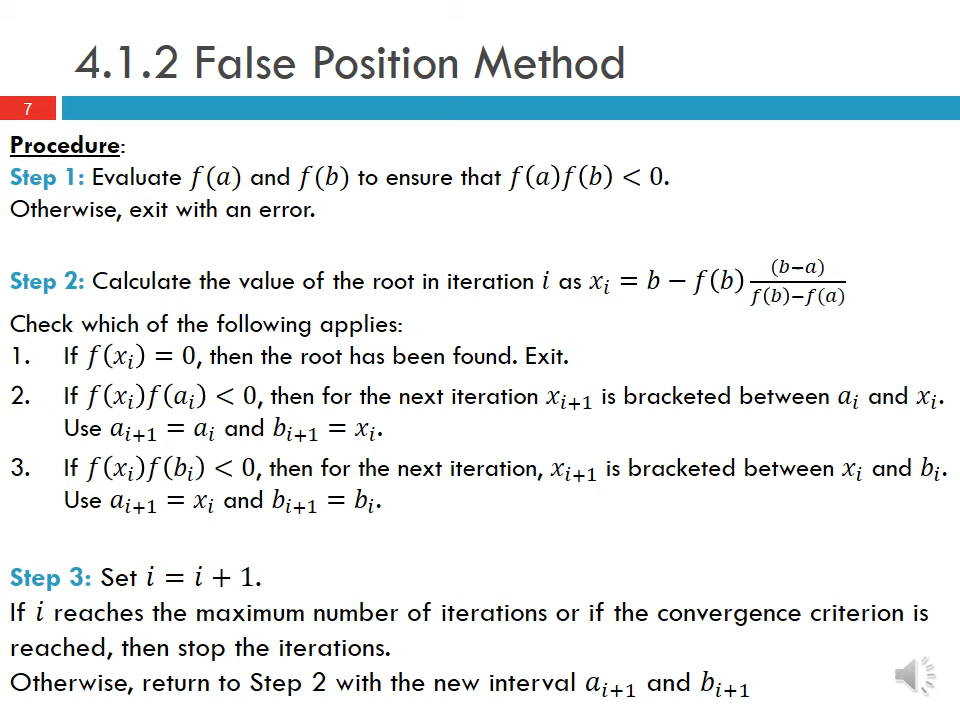 4.1.2 False Position Method
7
Procedure:
Step 1: Evaluate 𝑓(𝑎) and 𝑓(𝑏) to ensure that 𝑓(𝑎)𝑓(𝑏) < 0.
Otherwise, exit with an error.
Step 2: Calculate the value of the root in iteration 𝑖 as 𝑥ᵢ = 𝑏 − 𝑓(𝑏) (𝑏−𝑎)/(𝑓(𝑏)−𝑓(𝑎))
Check which of the following applies:
1. If 𝑓(𝑥ᵢ) = 0, then the root has been found. Exit.
2. If 𝑓(𝑥ᵢ)𝑓(𝑎ᵢ) < 0, then for the next iteration 𝑥ᵢ₊₁ is bracketed between 𝑎ᵢ and 𝑥ᵢ.
Use 𝑎ᵢ₊₁ = 𝑎ᵢ and 𝑏ᵢ₊₁ = 𝑥ᵢ.
3. If 𝑓(𝑥ᵢ)𝑓(𝑏ᵢ) < 0, then for the next iteration, 𝑥ᵢ₊₁ is bracketed between 𝑥ᵢ and 𝑏ᵢ.
Use 𝑎ᵢ₊₁ = 𝑥ᵢ and 𝑏ᵢ₊₁ = 𝑏ᵢ.
Step 3: Set 𝑖 = 𝑖 + 1.
If 𝑖 reaches the maximum number of iterations or if the convergence criterion is
reached, then stop the iterations.
Otherwise, return to Step 2 with the new interval 𝑎ᵢ₊₁ and 𝑏ᵢ₊₁